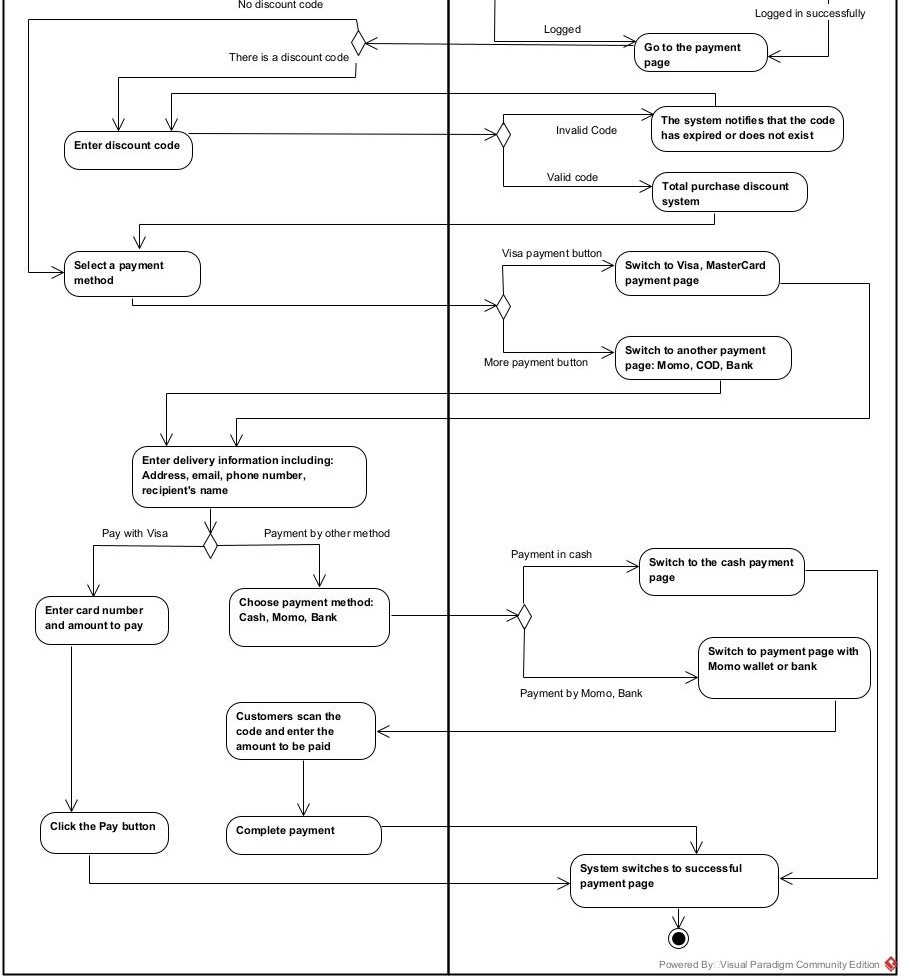 No discount code
Logged in successfully
Logged
Go to the payment
page
There is a discount code
Enter discount code
Invalid Code
The system notifies that the code
has expired or does not exist
Valid code
Total purchase discount
system
Select a payment
method
Visa payment button
Switch to Visa, MasterCard
payment page
More payment button
Switch to another payment
page: Momo, COD, Bank
Enter delivery information including:
Address, email, phone number,
recipient's name
Pay with Visa
Payment by other method
Payment in cash
Switch to the cash payment
page
Enter card number
and amount to pay
Choose payment method:
Cash, Momo, Bank
Switch to payment page with
Momo wallet or bank
Payment by Momo, Bank
Customers scan the
code and enter the
amount to be paid
Click the Pay button
Complete payment
System switches to successful
payment page
Powered By Visual Paradigm Community Edition